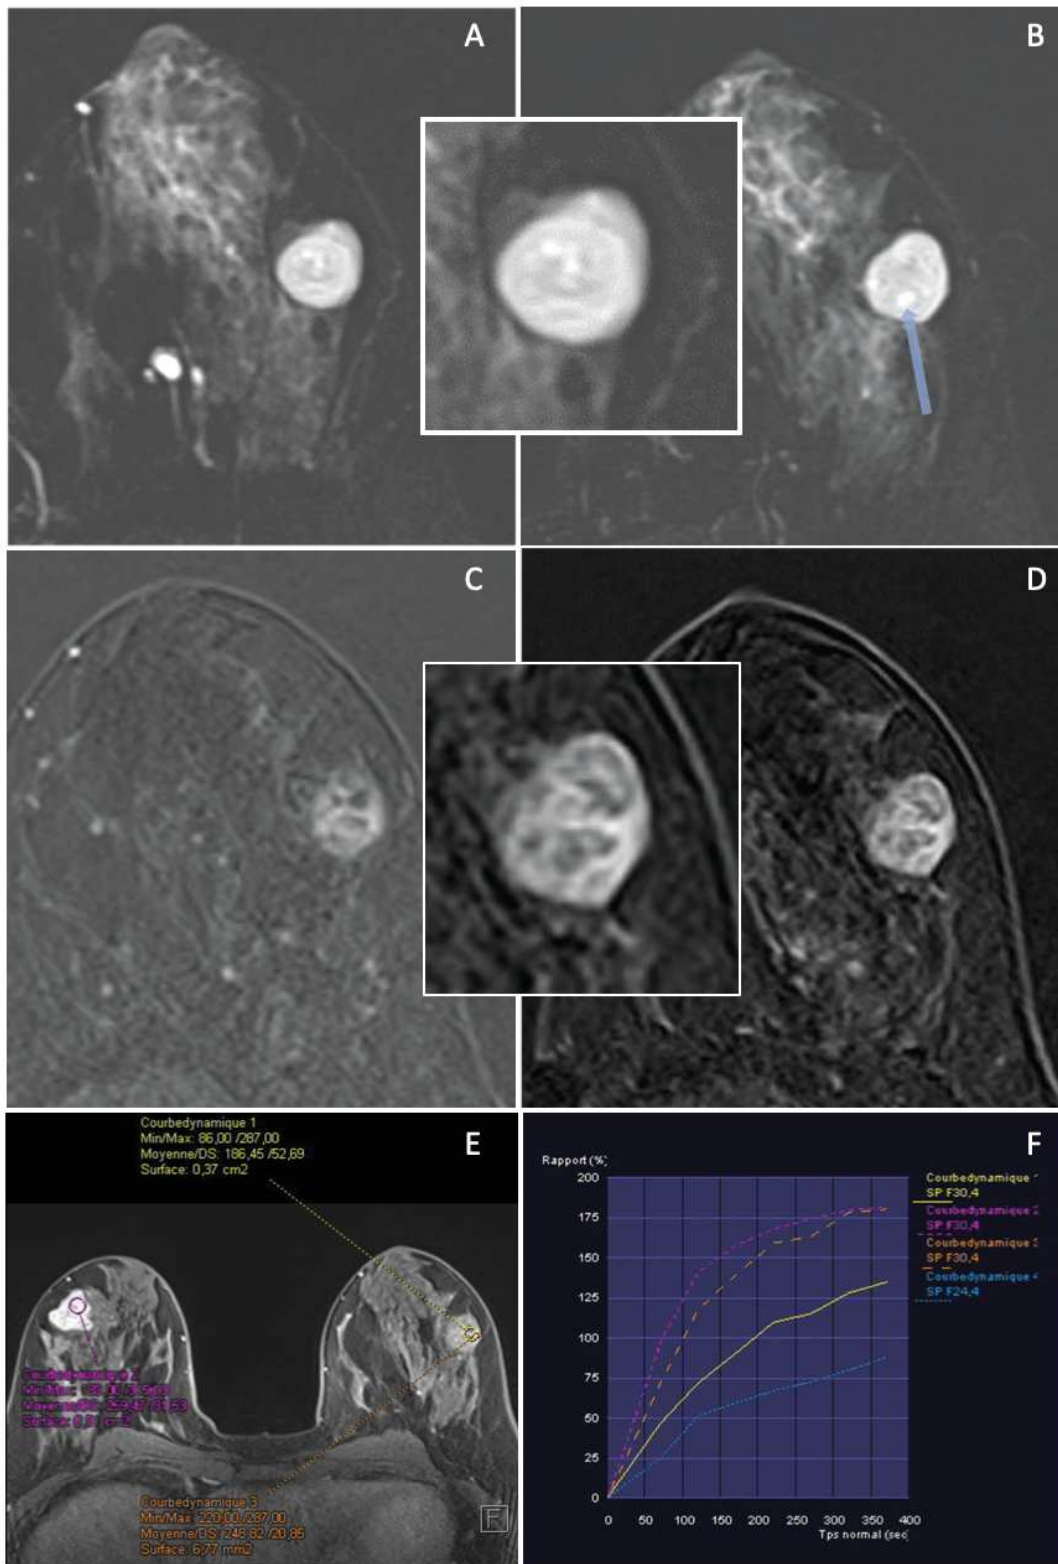 A
B
C
D
Courbedynamique 1
Min/Max: 86,00 /287,00
Moyenne/DS: 186,45 /52,69
Surface: 0,37 cm2
E
Courbedynamique 3
Min/Max: 220,00/287,00
Moyenne/DS: 248,82 /20,85
Surface: 6,77 mm2
F
F
Rapport (%)
200
175
150
125
100
75
50
25
0
0 50 100 150 200 250 300 350 400
Tps normal (sec)
Courbedynamique
SP F30,4
Courbedynamique 2
SP F30,4
Courbedynamique 3
SP F30,4
Courbedynamique 4
SP F24,4